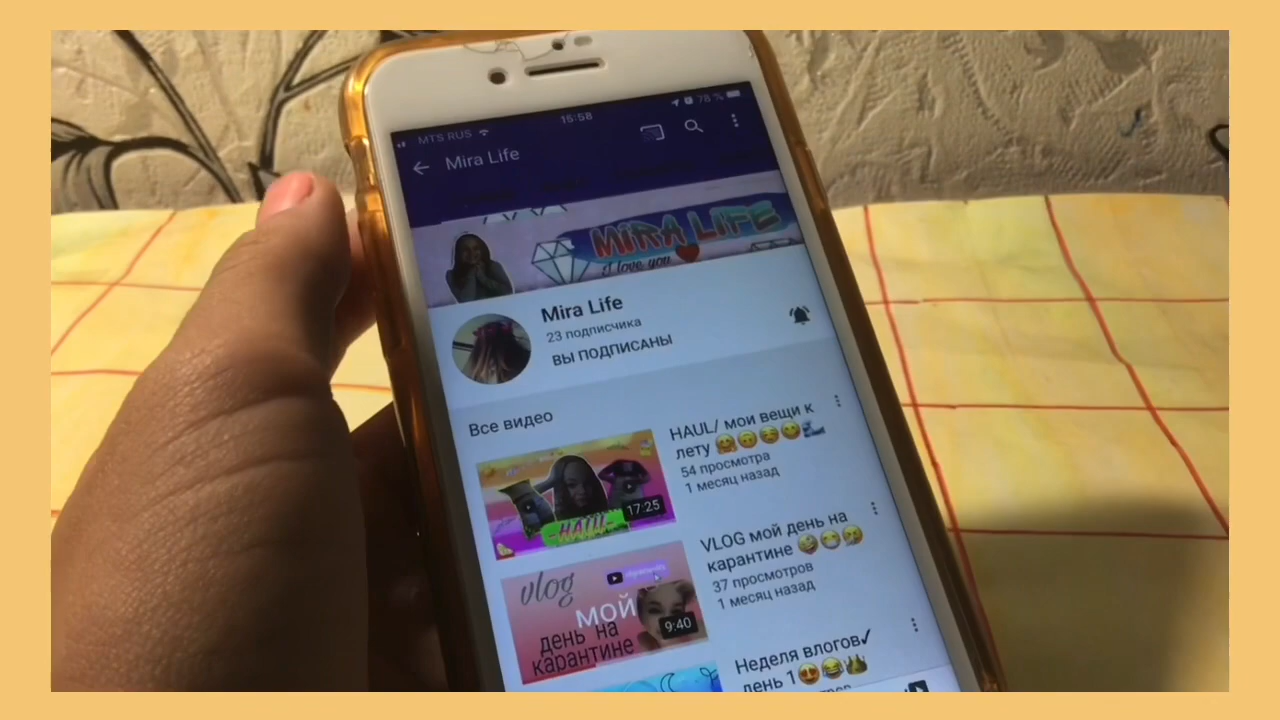 MTS RUS
15:58
78 %
Mira Life
MIRA LIFE
I love you
Mira Life
23 подписчика
ВЫ ПОДПИСАНЫ
Все видео
HAUL/ мои вещи к
лету 🤗🙃☺️😋🌊
54 просмотра
1 месяц назад
HAUL
17:25
VLOG мой день на
карантине 🤪😷🤧
37 просмотров
1 месяц назад
vlog
мой
день на
карантине
9:40
Неделя влогов✓
день 1😍😂